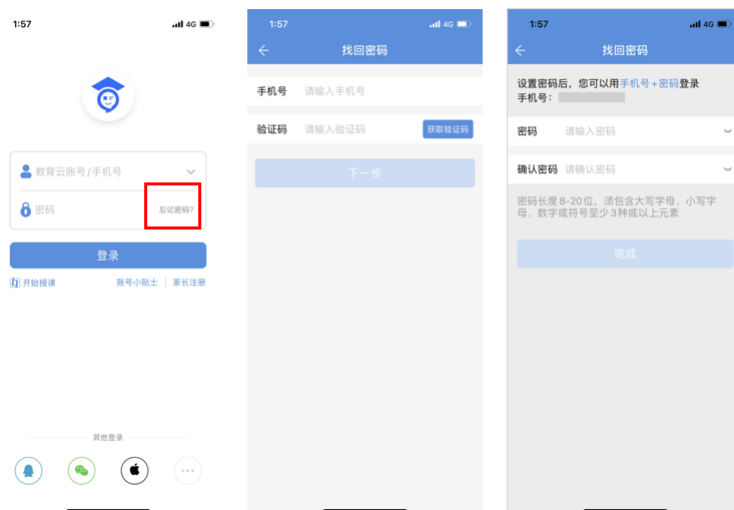 1:57
4G
教育云账号/手机号
密码
忘记密码?
登录
开始授课
账号小贴士
家长注册
其他登录
1:57
4G
找回密码
手机号
请输入手机号
验证码
请输入验证码
获取验证码
下一步
1:57
4G
找回密码
设置密码后，您可以用手机号+密码登录
手机号：
密码
请输入密码
确认密码
请确认密码
密码长度8-20位，须包含大写字母、小写字
母、数字或符号至少3种或以上元素
完成